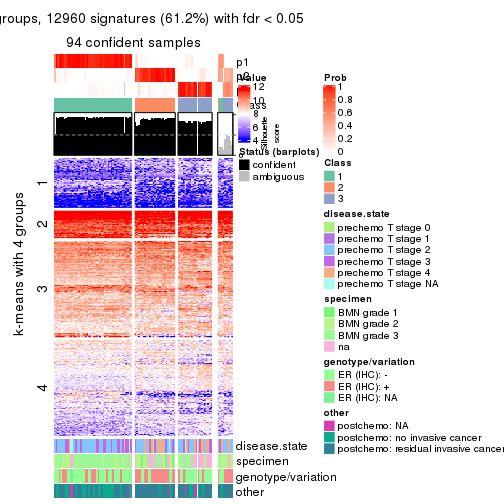 groups, 12960 signatures (61.2%) with fdr < 0.05
94 confident samples
p1
Value
12
10
8
6
4
Silhouette
score
Status (barplots)
confident
ambiguous
k-means with 4 groups
1
2
3
4
disease.state
specimen
genotype/variation
other
Prob
1
0.8
0.6
0.4
0.2
0
Class
1
2
3
disease.state
prechemo T stage 0
prechemo T stage 1
prechemo T stage 2
prechemo T stage 3
prechemo T stage 4
prechemo T stage NA
specimen
BMN grade 1
BMN grade 2
BMN grade 3
na
genotype/variation
ER (IHC): -
ER (IHC): +
ER (IHC): NA
other
postchemo: NA
postchemo: no invasive cancer
postchemo: residual invasive cancer